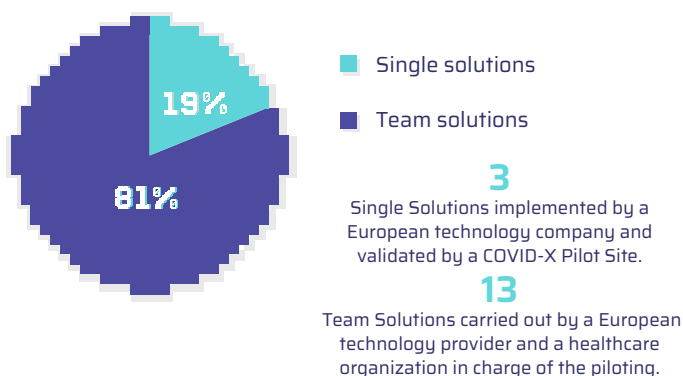 19%
Single solutions
Team solutions
81%
3
Single Solutions implemented by a
European technology company and
validated by a COVID-X Pilot Site.
13
Team Solutions carried out by a European
technology provider and a healthcare
organization in charge of the piloting.